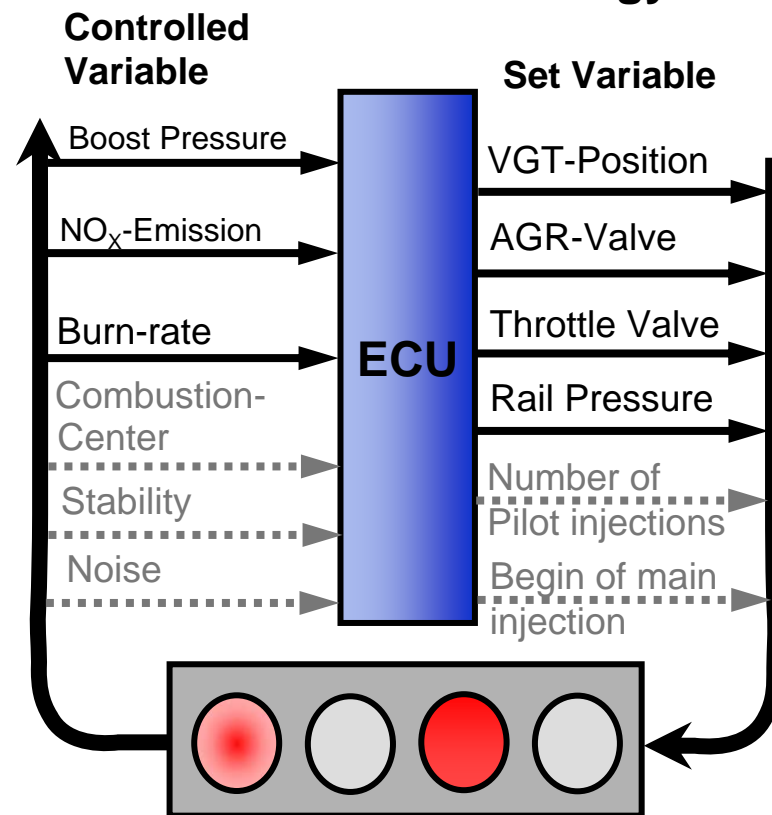 gy
Controlled
Variable
Set Variable
Boost Pressure
NOX-Emission
Burn-rate
Combustion-
Center
Stability
Noise
ECU
VGT-Position
AGR-Valve
Throttle Valve
Rail Pressure
Number of
Pilot injections
Begin of main
injection